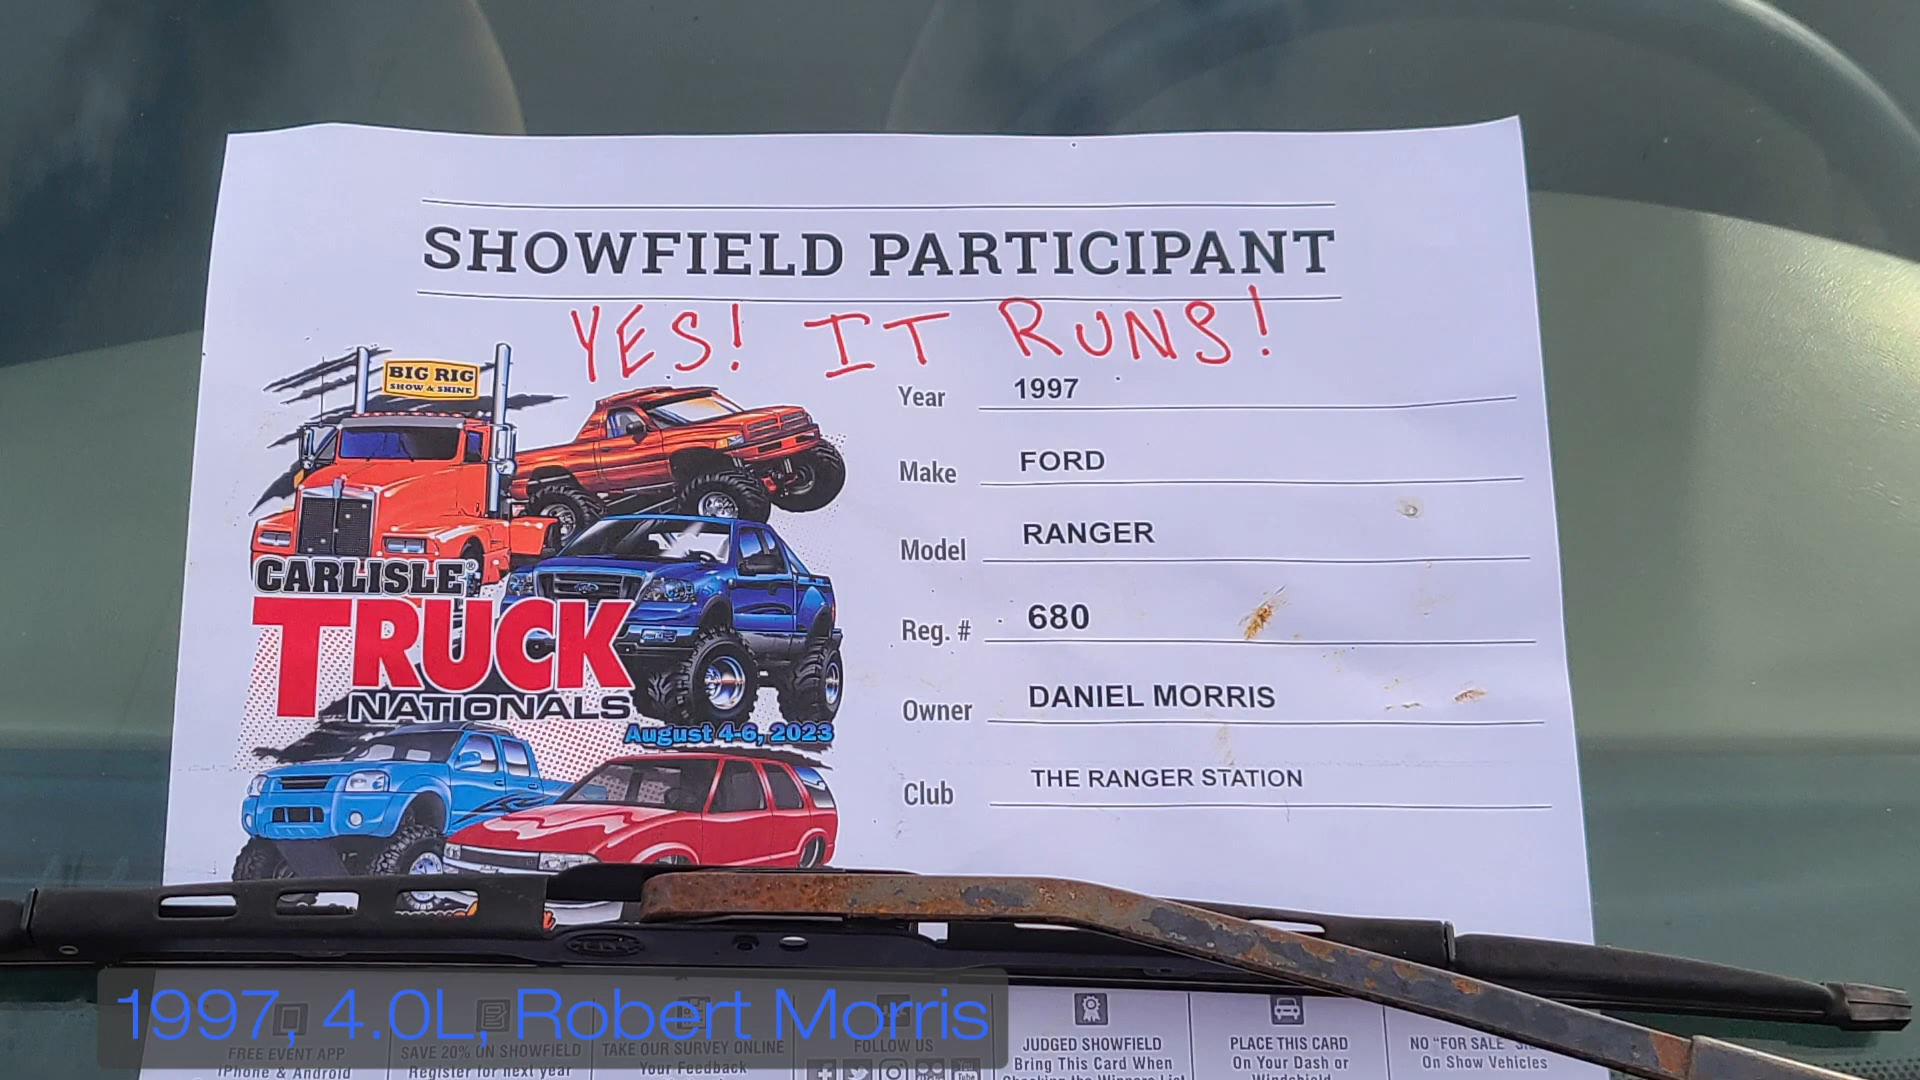 SHOWFIELD PARTICIPANT
YES! IT RUNS!
BIG RIG
SHOW & SHINE
CARLISLE®
TRUCK
NATIONALS
August 4-6, 2023
Year 1997
Make FORD
Model RANGER
Reg. # 680
Owner DANIEL MORRIS
Club THE RANGER STATION
1997, 4.0L, Robert Morris
FREE EVENT APP
iPhone & Android
SAVE 20% ON SHOWFIELD
Register for next year
TAKE OUR SURVEY ONLINE
Your Feedback
FOLLOW US
You
Tube
JUDGED SHOWFIELD
Bring This Card When
PLACE THIS CARD
On Your Dash or
Windshield
NO "FOR SALE"
On Show Vehicles